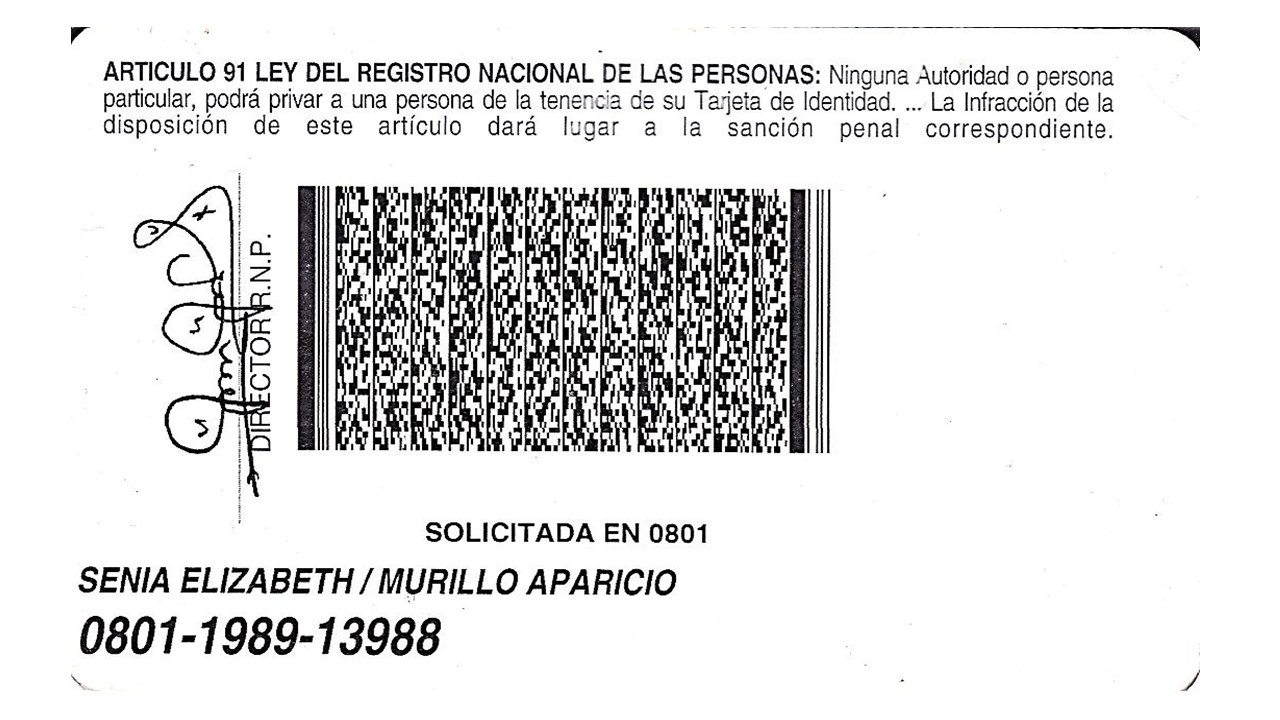 ARTICULO 91 LEY DEL REGISTRO NACIONAL DE LAS PERSONAS: Ninguna Autoridad o persona
particular, podrá privar a una persona de la tenencia de su Tarjeta de Identidad. ... La Infracción de la
disposición de este artículo dará lugar a la sanción penal correspondiente.
DIRECTOR R.N.P.
SOLICITADA EN 0801
SENIA ELIZABETH / MURILLO APARICIO
0801-1989-13988